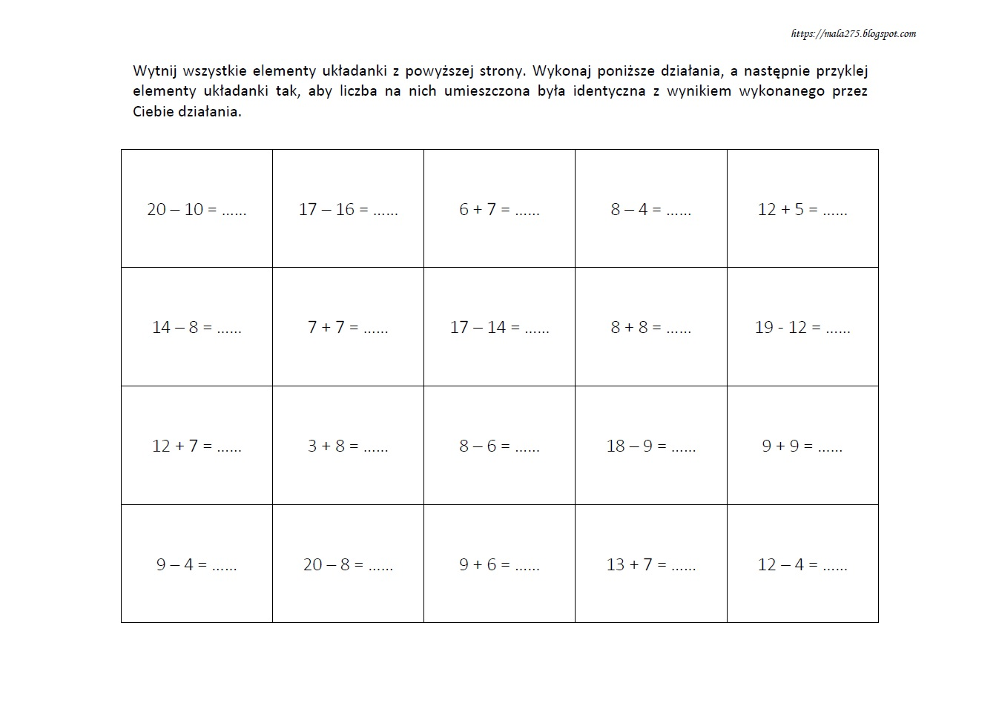 https://mala275.blogspot.com
Wytnij wszystkie elementy układanki z powyższej strony. Wykonaj poniższe działania, a następnie przyklej
elementy układanki tak, aby liczba na nich umieszczona była identyczna z wynikiem wykonanego przez
Ciebie działania.
20 – 10 = ...... 17 – 16 = ...... 6 + 7 = ...... 8 – 4 = ...... 12 + 5 = ......
14 – 8 = ...... 7 + 7 = ...... 17 – 14 = ...... 8 + 8 = ...... 19 - 12 = ......
12 + 7 = ...... 3 + 8 = ...... 8 – 6 = ...... 18 – 9 = ...... 9 + 9 = ......
9 – 4 = ...... 20 – 8 = ...... 9 + 6 = ...... 13 + 7 = ...... 12 – 4 = ......